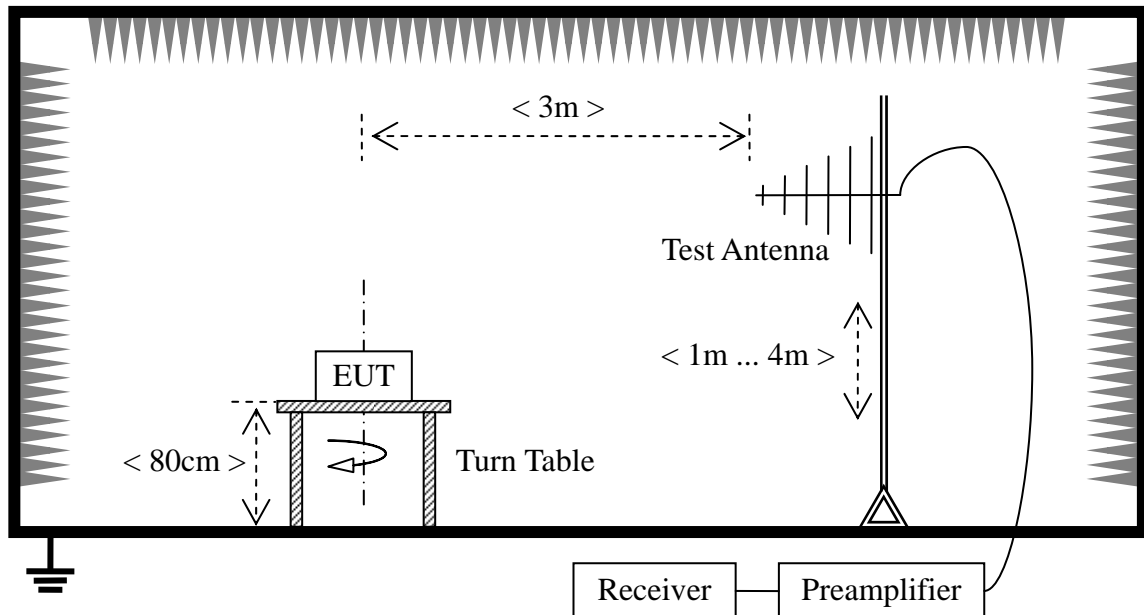 < 3m >
Test Antenna
< 1m ... 4m >
EUT
< 80cm >
Turn Table
Receiver
Preamplifier